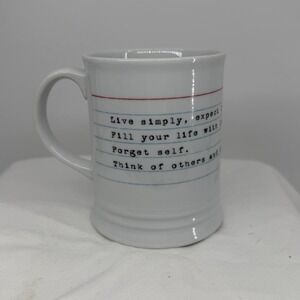 Live simply, expect
Fill your life with
Forget self.
Think of others and